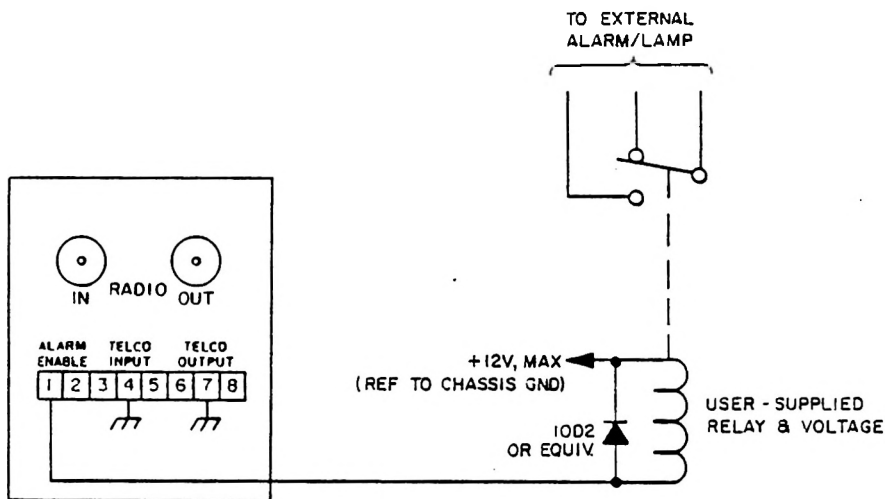 TO EXTERNAL
ALARM/LAMP
IN RADIO OUT
ALARM ENABLE
TELCO INPUT
TELCO OUTPUT
1 2 3 4 5 6 7 8
+12V, MAX
(REF TO CHASSIS GND)
10D2
OR EQUIV.
USER-SUPPLIED
RELAY & VOLTAGE